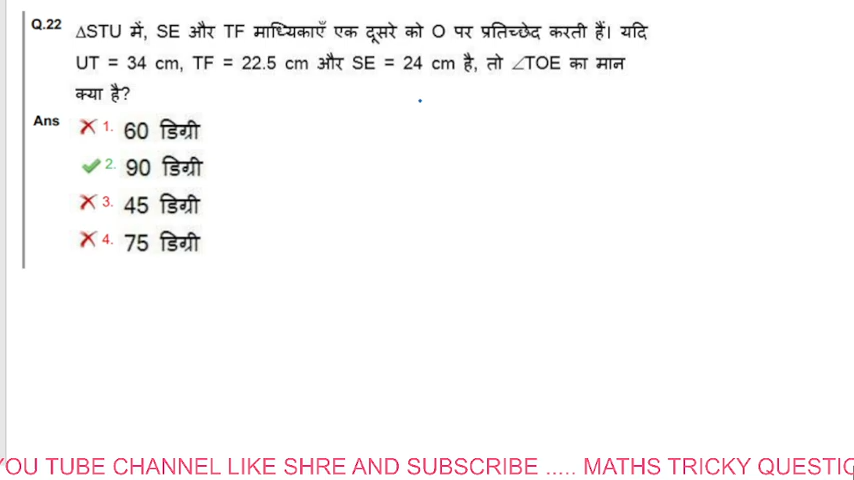 Q.22 ΔSTU में, SE और TF माध्यिकाएँ एक दूसरे को O पर प्रतिच्छेद करती हैं। यदि
UT = 34 cm, TF = 22.5 cm और SE = 24 cm है, तो ∠TOE का मान
क्या है?
Ans 1. 60 डिग्री
2. 90 डिग्री
3. 45 डिग्री
4. 75 डिग्री
YOU TUBE CHANNEL LIKE SHRE AND SUBSCRIBE ..... MATHS TRICKY QUESTIO